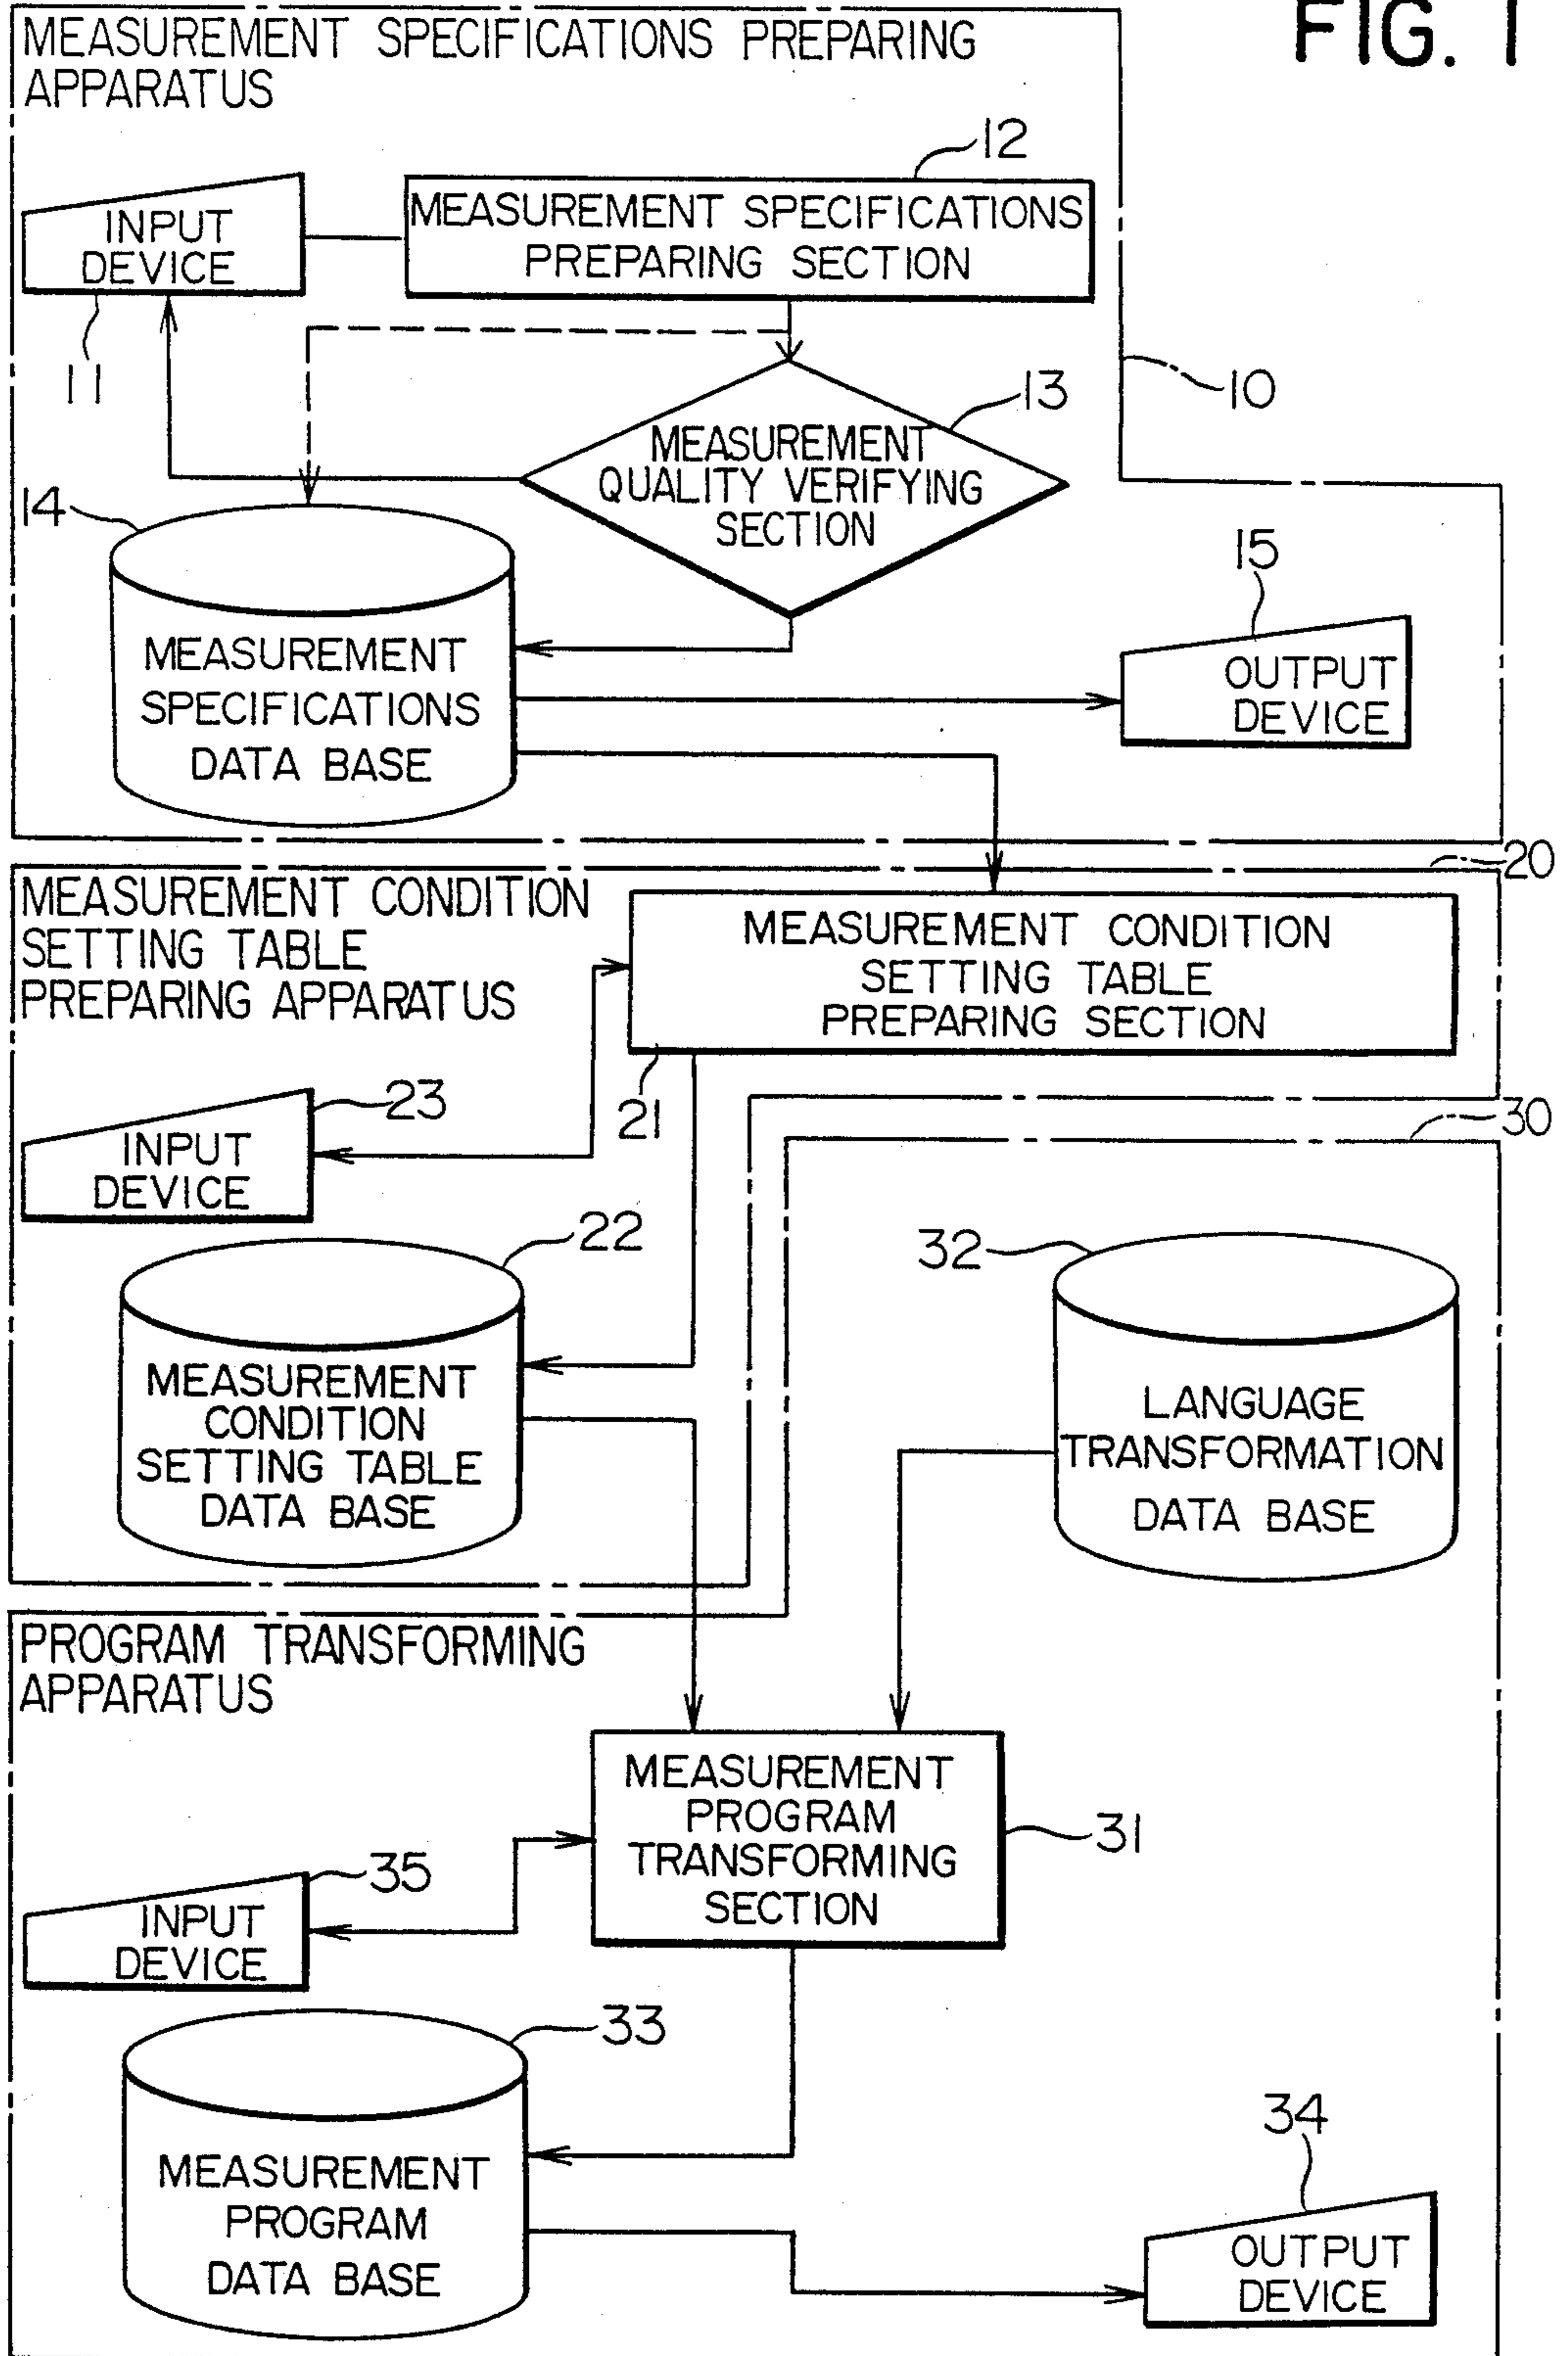 FIG. 1
MEASUREMENT SPECIFICATIONS PREPARING
APPARATUS
12
INPUT
DEVICE
MEASUREMENT SPECIFICATIONS
PREPARING SECTION
11
10
13
MEASUREMENT
QUALITY VERIFYING
SECTION
14
15
MEASUREMENT
SPECIFICATIONS
DATA BASE
OUTPUT
DEVICE
20
MEASUREMENT CONDITION
SETTING TABLE
PREPARING APPARATUS
MEASUREMENT CONDITION
SETTING TABLE
PREPARING SECTION
21
23
INPUT
DEVICE
30
22
32
MEASUREMENT
CONDITION
SETTING TABLE
DATA BASE
LANGUAGE
TRANSFORMATION
DATA BASE
PROGRAM TRANSFORMING
APPARATUS
MEASUREMENT
PROGRAM
TRANSFORMING
SECTION
31
35
INPUT
DEVICE
33
MEASUREMENT
PROGRAM
DATA BASE
34
OUTPUT
DEVICE